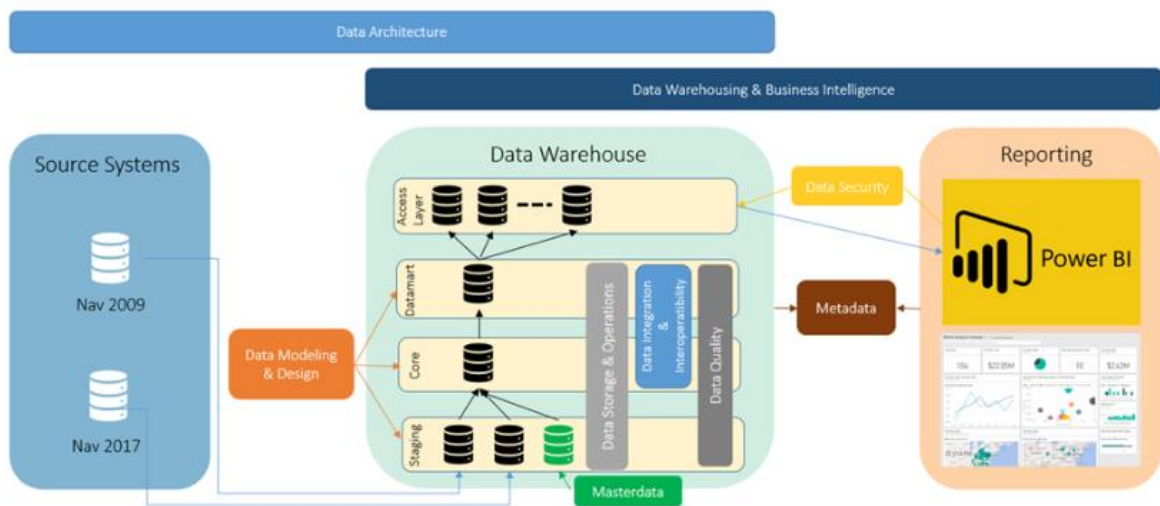 Data Architecture
Data Warehousing & Business Intelligence
Source Systems
Nav 2009
Nav 2017
Data Modeling
& Design
Data Warehouse
Access
Layer
Datamart
Core
Staging
Data Storage & Operations
Data Integration
&
Interoperatibility
Data Quality
Masterdata
Data Security
Metadata
Reporting
Power BI